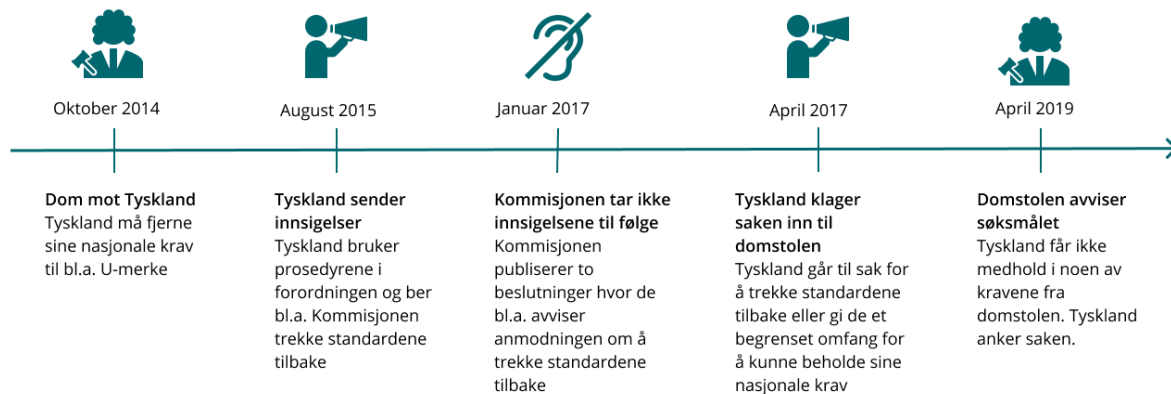 Oktober 2014
August 2015
Januar 2017
April 2017
April 2019
Dom mot Tyskland
Tyskland må fjerne
sine nasjonale krav
til bl.a. U-merke
Tyskland sender
innsigelser
Tyskland bruker
prosedyrene i
forordningen og ber
bl.a. Kommisjonen
trekke standardene
tilbake
Kommisjonen tar ikke
innsigelsene til følge
Kommisjonen
publiserer to
beslutninger hvor de
bl.a. avviser
anmodningen om å
trekke standardene
tilbake
Tyskland klager
saken inn til
domstolen
Tyskland går til sak for
å trekke standardene
tilbake eller gi de et
begrenset omfang for
å kunne beholde sine
nasjonale krav
Domstolen avviser
søksmålet
Tyskland får ikke
medhold i noen av
kravene fra
domstolen. Tyskland
anker saken.